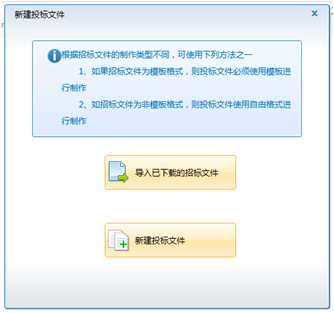 新建投标文件
根据招标文件的制作类型不同，可使用下列方法之一
1、如果招标文件为模板格式，则投标文件必须使用模板进
行制作
2、如招标文件为非模板格式，则投标文件使用自由格式进
行制作
导入已下载的招标文件
新建投标文件